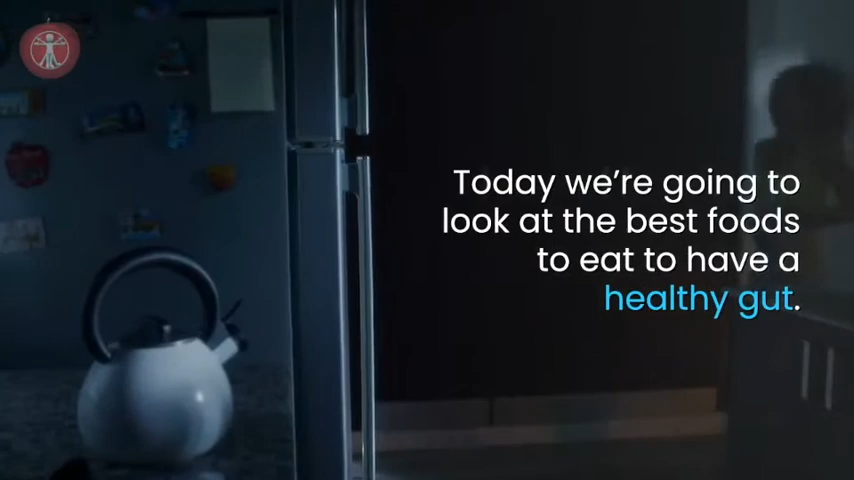 Today we’re going to
look at the best foods
to eat to have a
healthy gut.